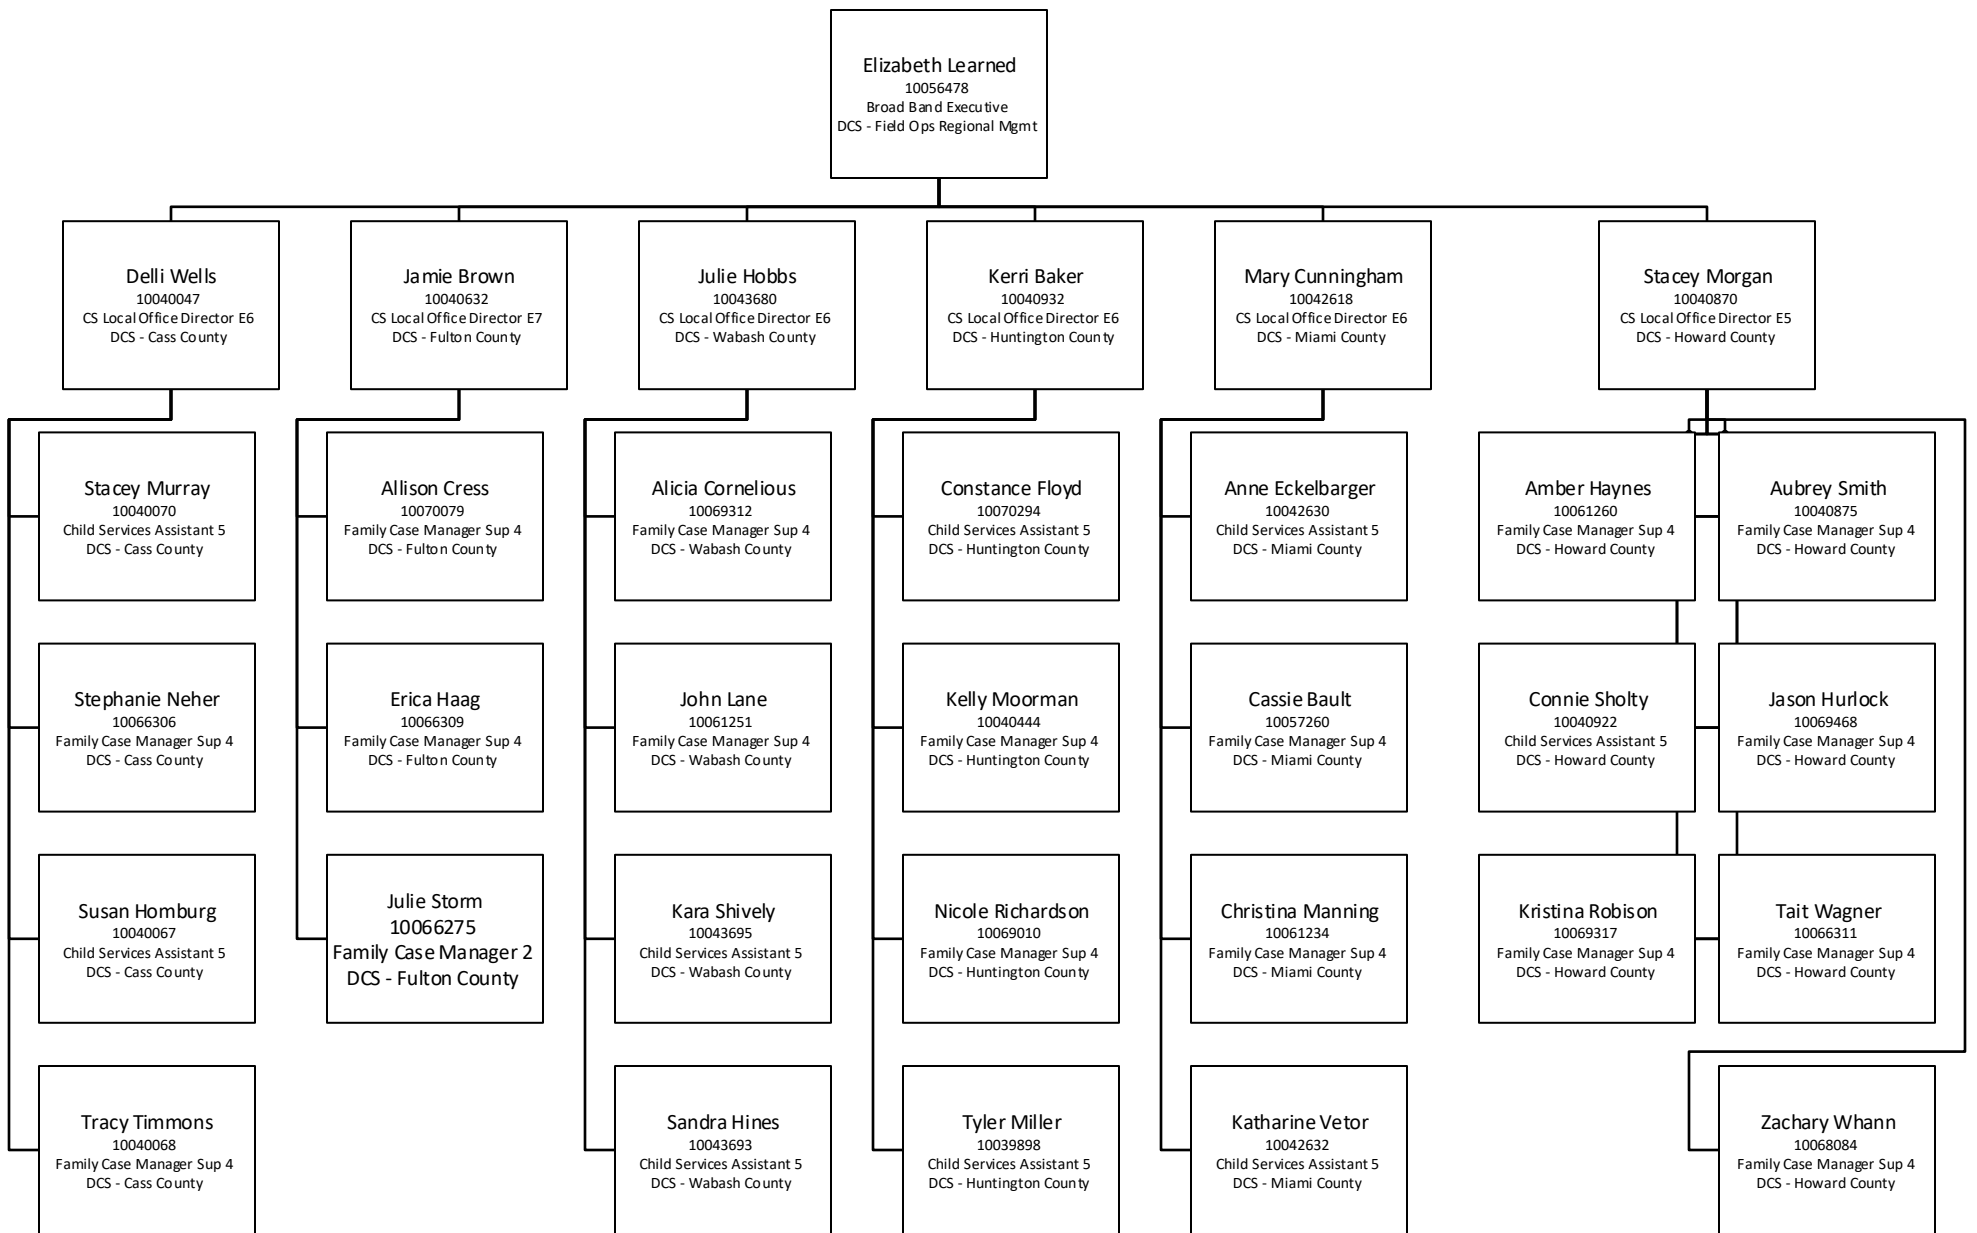 Elizabeth Learned
10056478
Broad Band Executive
DCS - Field Ops Regional Mgmt
Delli Wells
10040047
CS Local Office Director E6
DCS - Cass County
Jamie Brown
10040632
CS Local Office Director E7
DCS - Fulton County
Julie Hobbs
10043680
CS Local Office Director E6
DCS - Wabash County
Kerri Baker
10040932
CS Local Office Director E6
DCS - Huntington County
Mary Cunningham
10042618
CS Local Office Director E6
DCS - Miami County
Stacey Morgan
10040870
CS Local Office Director E5
DCS - Howard County
Stacey Murray
10040070
Child Services Assistant 5
DCS - Cass County
Allison Cress
10070079
Family Case Manager Sup 4
DCS - Fulton County
Alicia Cornelious
10069312
Family Case Manager Sup 4
DCS - Wabash County
Constance Floyd
10070294
Child Services Assistant 5
DCS - Huntington County
Anne Eckelbarger
10042630
Child Services Assistant 5
DCS - Miami County
Amber Haynes
10061260
Family Case Manager Sup 4
DCS - Howard County
Aubrey Smith
10040875
Family Case Manager Sup 4
DCS - Howard County
Stephanie Neher
10066306
Family Case Manager Sup 4
DCS - Cass County
Erica Haag
10066309
Family Case Manager Sup 4
DCS - Fulton County
John Lane
10061251
Family Case Manager Sup 4
DCS - Wabash County
Kelly Moorman
10040444
Family Case Manager Sup 4
DCS - Huntington County
Cassie Bault
10057260
Family Case Manager Sup 4
DCS - Miami County
Connie Sholty
10040922
Child Services Assistant 5
DCS - Howard County
Jason Hurlock
10069468
Family Case Manager Sup 4
DCS - Howard County
Susan Homburg
10040067
Child Services Assistant 5
DCS - Cass County
Julie Storm
10066275
Family Case Manager 2
DCS - Fulton County
Kara Shively
10043695
Child Services Assistant 5
DCS - Wabash County
Nicole Richardson
10069010
Family Case Manager Sup 4
DCS - Huntington County
Christina Manning
10061234
Family Case Manager Sup 4
DCS - Miami County
Kristina Robison
10069317
Family Case Manager Sup 4
DCS - Howard County
Tait Wagner
10066311
Family Case Manager Sup 4
DCS - Howard County
Tracy Timmons
10040068
Family Case Manager Sup 4
DCS - Cass County
Sandra Hines
10043693
Child Services Assistant 5
DCS - Wabash County
Tyler Miller
10039898
Child Services Assistant 5
DCS - Huntington County
Katharine Vetor
10042632
Child Services Assistant 5
DCS - Miami County
Zachary Whann
10068084
Family Case Manager Sup 4
DCS - Howard County